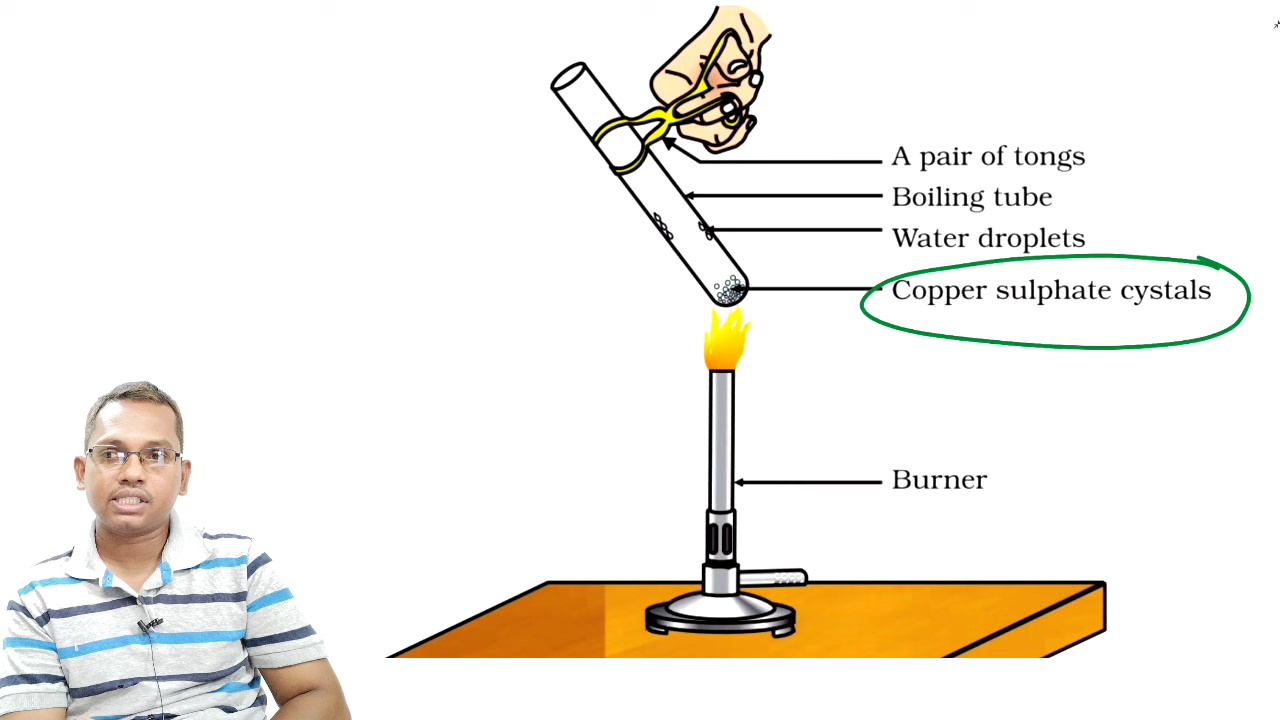 A pair of tongs
Boiling tube
Water droplets
Copper sulphate cystals
Burner